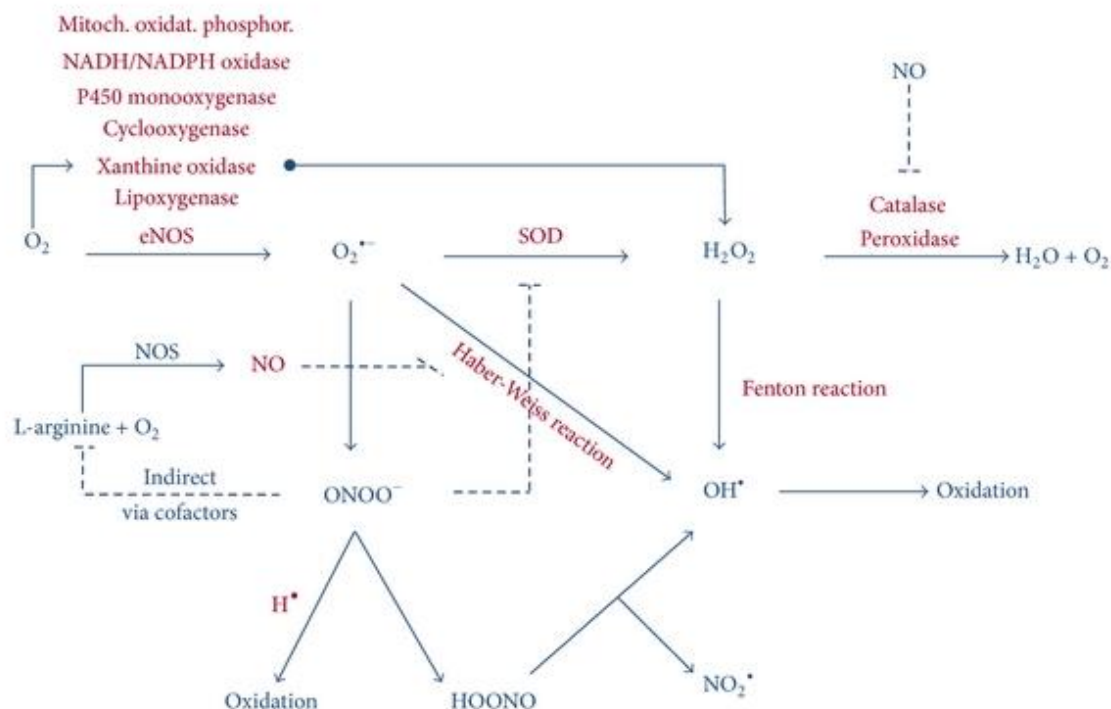 Mitoch. oxidat. phosphor.
NADH/NADPH oxidase
P450 monooxygenase
Cyclooxygenase
Xanthine oxidase
Lipoxygenase
eNOS
NO
Catalase
Peroxidase
O₂
O₂•−
SOD
H₂O₂
H₂O + O₂
NOS
NO
Haber-Weiss reaction
Fenton reaction
L-arginine + O₂
Indirect
via cofactors
ONOO−
OH•
Oxidation
H•
Oxidation
HOONO
NO₂•